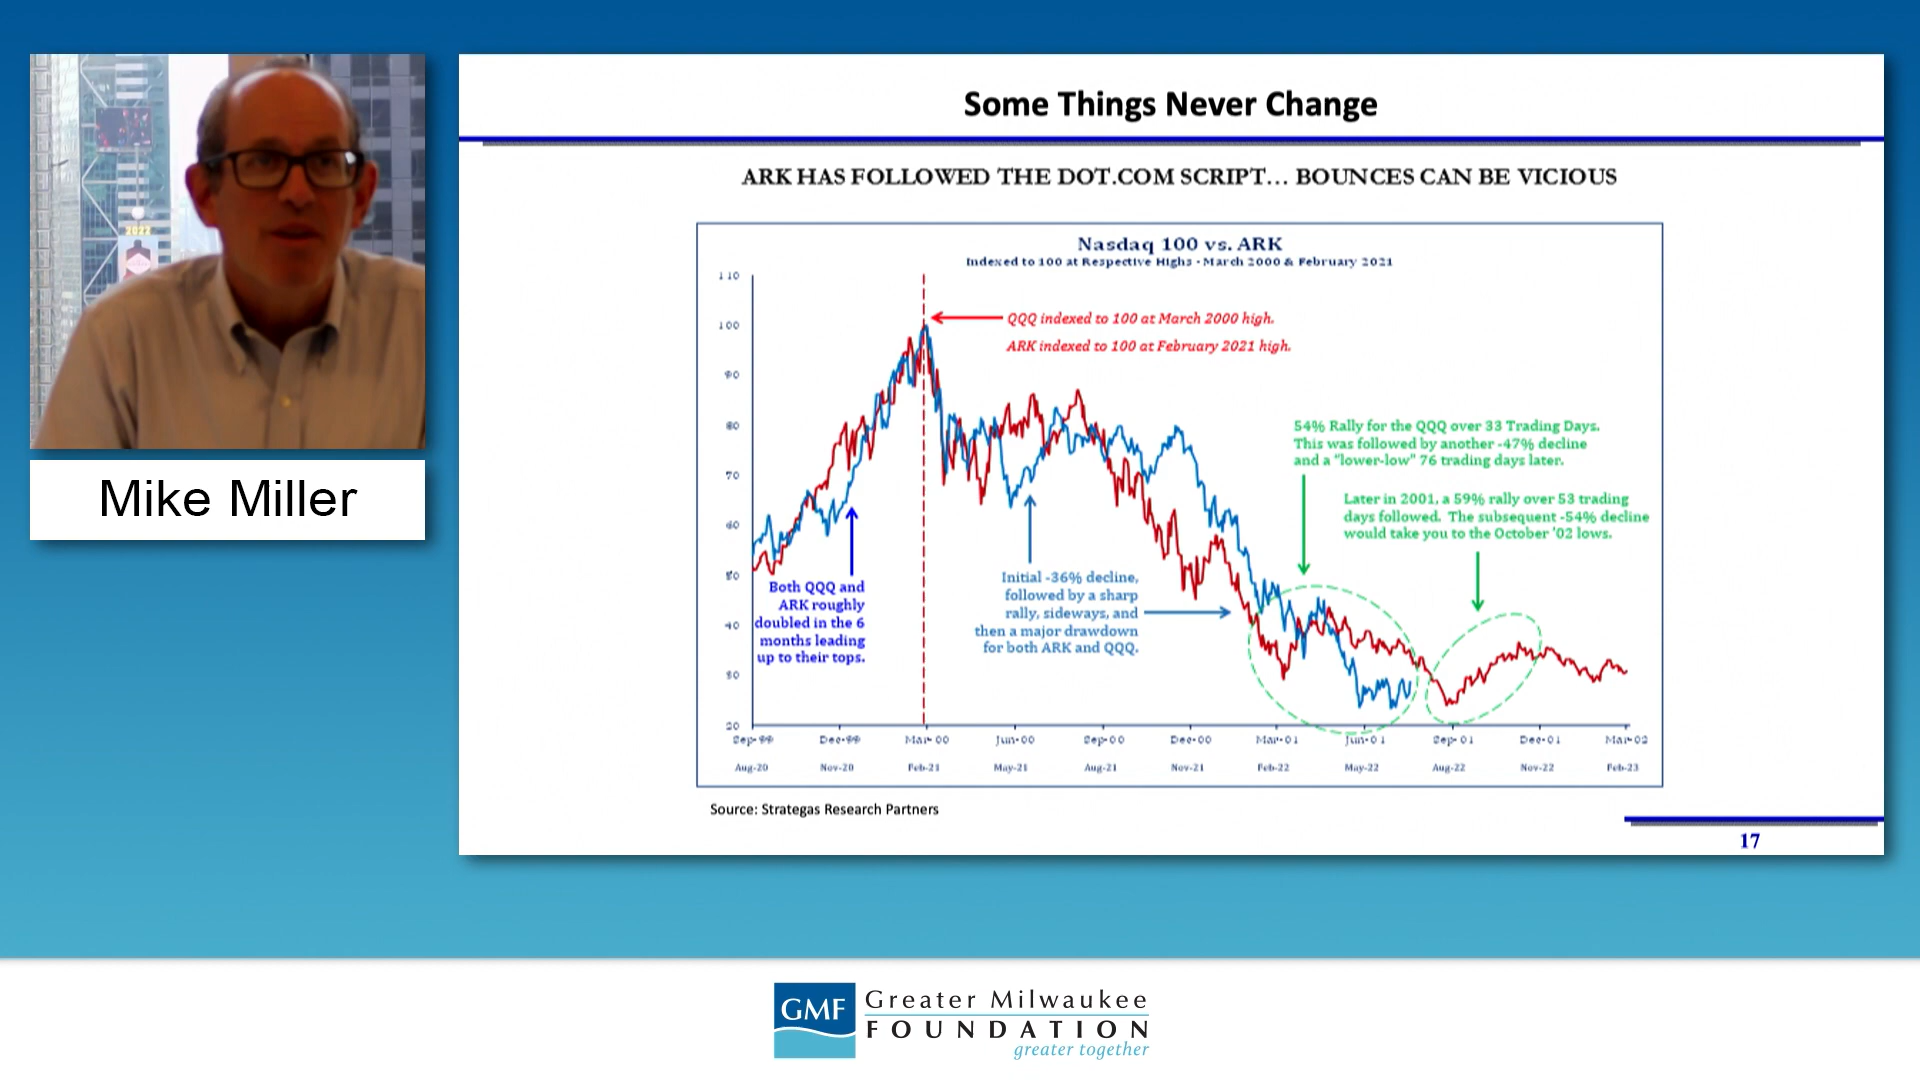 2022
Mike Miller
Some Things Never Change
ARK HAS FOLLOWED THE DOT.COM SCRIPT... BOUNCES CAN BE VICIOUS
Nasdaq 100 vs. ARK
Indexed to 100 at Respective Highs - March 2000 & February 2021
110
100
90
80
70
60
50
40
30
20
QQQ indexed to 100 at March 2000 high.
ARK indexed to 100 at February 2021 high.
54% Rally for the QQQ over 33 Trading Days.
This was followed by another -47% decline
and a "lower-low" 76 trading days later.
Later in 2001, a 59% rally over 53 trading
days followed. The subsequent -54% decline
would take you to the October '02 lows.
Both QQQ and
ARK roughly
doubled in the 6
months leading
up to their tops.
Initial -36% decline,
followed by a sharp
rally, sideways, and
then a major drawdown
for both ARK and QQQ.
Sep-99 Dec-99 Mar-00 Jun-00 Sep-00 Dec-00 Mar-01 Jun-01 Sep-01 Dec-01 Mar-02
Aug-20 Nov-20 Feb-21 May-21 Aug-21 Nov-21 Feb-22 May-22 Aug-22 Nov-22 Feb-23
Source: Strategas Research Partners
17
GMF
Greater Milwaukee
FOUNDATION
greater together